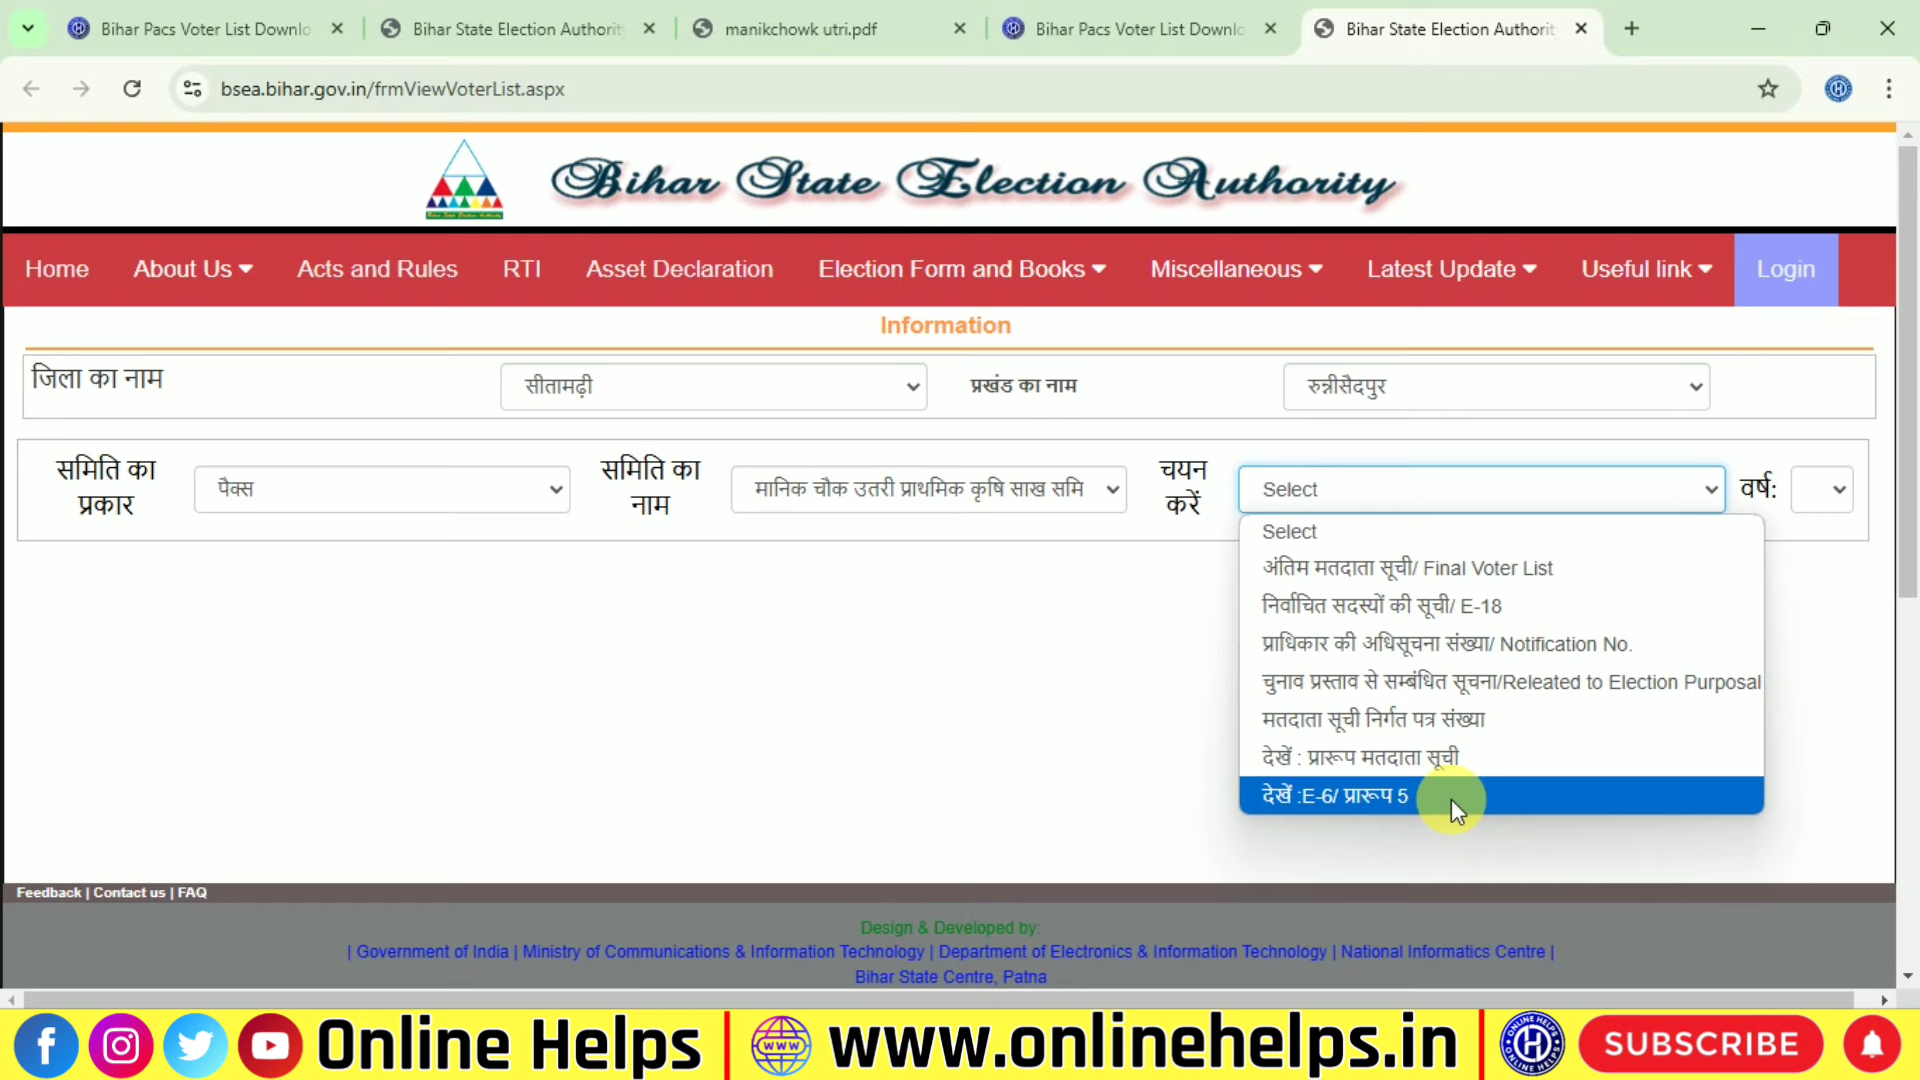 Bihar Pacs Voter List Downlo
Bihar State Election Authorit
manikchowk utri.pdf
Bihar Pacs Voter List Downlo
Bihar State Election Authorit
bsea.bihar.gov.in/frmViewVoterList.aspx
Bihar State Election Authority
Home About Us Acts and Rules RTI Asset Declaration Election Form and Books Miscellaneous Latest Update Useful link Login
Information
जिला का नाम सीतामढ़ी प्रखंड का नाम रुन्नीसैदपुर
समिति का प्रकार पैक्स समिति का नाम मानिक चौक उतरी प्राथमिक कृषि साख समि चयन करें Select वर्ष:
Select
अंतिम मतदाता सूची/ Final Voter List
निर्वाचित सदस्यों की सूची/ E-18
प्राधिकार की अधिसूचना संख्या/ Notification No.
चुनाव प्रस्ताव से सम्बंधित सूचना/Releated to Election Purposal
मतदाता सूची निर्गत पत्र संख्या
देखें : प्रारूप मतदाता सूची
देखें :E-6/ प्रारूप 5
Feedback | Contact us | FAQ
Design & Developed by:
| Government of India | Ministry of Communications & Information Technology | Department of Electronics & Information Technology | National Informatics Centre |
Bihar State Centre, Patna
Online Helps | www.onlinehelps.in | SUBSCRIBE